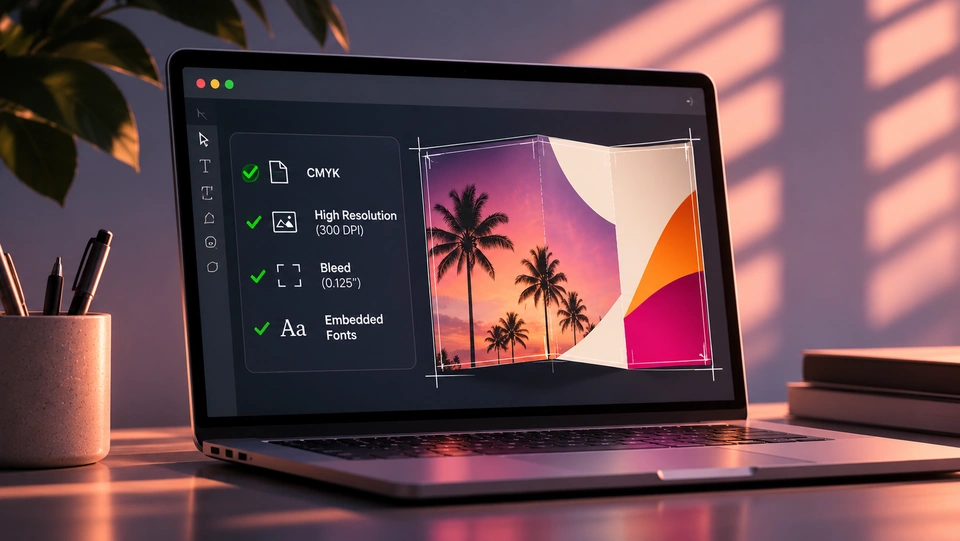 CMYK
High Resolution
(300 DPI)
Bleed
(0.125")
Aa
Embedded
Fonts